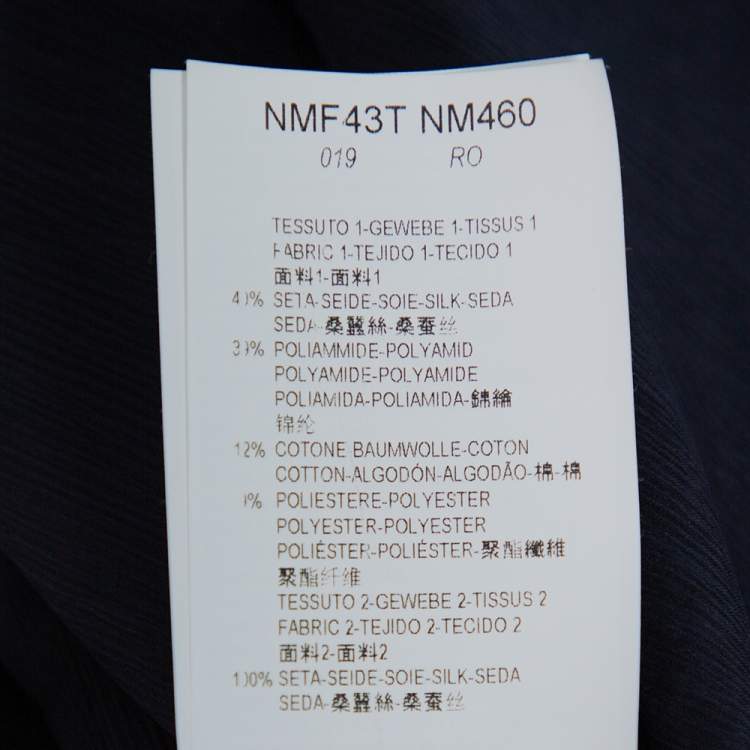 NMF43T NM460
019 RO
TESSUTO 1-GEWEBE 1-TISSUS 1
FABRIC 1-TEJIDO 1-TECIDO 1
面料1-面料1
SETA-SEIDE-SOIE-SILK-SEDA
SEDA-桑蠶絲-桑蚕丝
POLIAMMIDE-POLYAMID
POLYAMIDE-POLYAMIDE
POLIAMIDA-POLIAMIDA-錦綸
锦纶
12% COTONE BAUMWOLLE-COTON
COTTON-ALGODÓN-ALGODÃO-棉-棉
POLIESTERE-POLYESTER
POLYESTER-POLYESTER
POLIÉSTER-POLIÉSTER-聚酯纖維
聚酯纤维
TESSUTO 2-GEWEBE 2-TISSUS 2
FABRIC 2-TEJIDO 2-TECIDO 2
面料2-面料2
100% SETA-SEIDE-SOIE-SILK-SEDA
SEDA-桑蠶絲-桑蚕丝